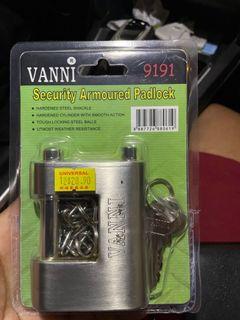 VANNI®
9191
Security Armoured Padlock
HARDENED STEEL SHACKLE
HARDENED CYLINDER WITH SMOOTH ACTION
TOUGH LOCKING STEEL BALLS
UTMOST WEATHER RESISTANCE
UNIVERSAL
VANNI